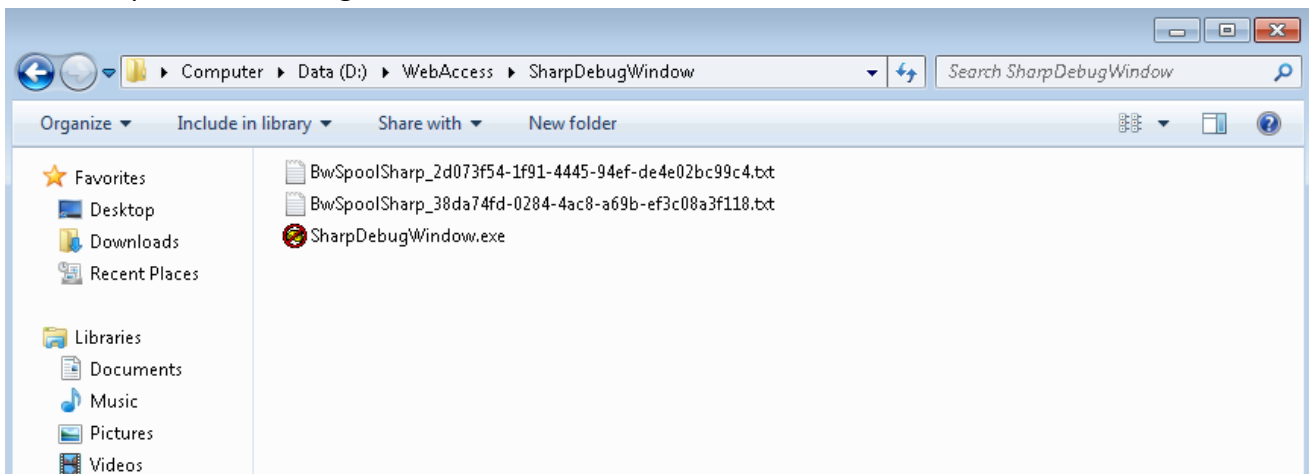 Computer ▸ Data (D:) ▸ WebAccess ▸ SharpDebugWindow
Search SharpDebugWindow
Organize Include in library Share with New folder
Favorites
Desktop
Downloads
Recent Places
Libraries
Documents
Music
Pictures
Videos
BwSpoolSharp_2d073f54-1f91-4445-94ef-de4e02bc99c4.txt
BwSpoolSharp_38da74fd-0284-4ac8-a69b-ef3c08a3f118.txt
SharpDebugWindow.exe